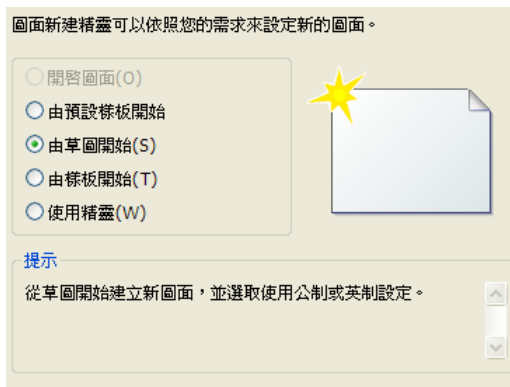 圖面新建精靈可以依照您的需求來設定新的圖面。
開啓圖面(O)
由預設樣板開始
由草圖開始(S)
由樣板開始(T)
使用精靈(W)
提示
從草圖開始建立新圖面，並選取使用公制或英制設定。